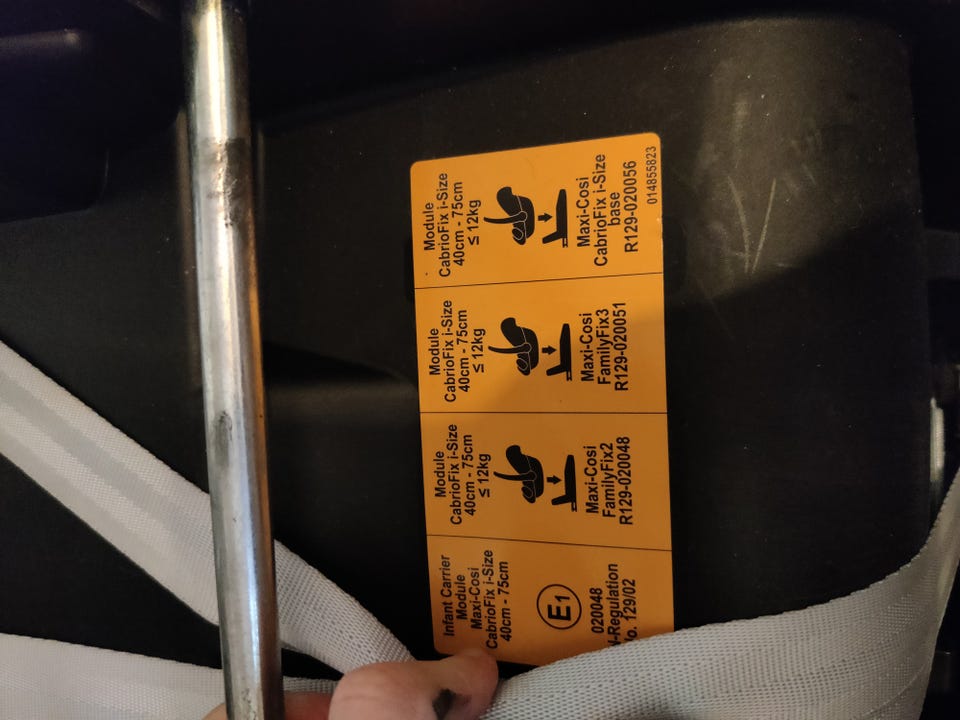 Infant Carrier
Module
Maxi-Cosi
CabrioFix i-Size
40cm - 75cm
E1
020048
N-Regulation
No. 129/02
Module
CabrioFix i-Size
40cm - 75cm
≤ 12kg
Maxi-Cosi
FamilyFix2
R129-020048
Module
CabrioFix i-Size
40cm - 75cm
≤ 12kg
Maxi-Cosi
FamilyFix3
R129-020051
Module
CabrioFix i-Size
40cm - 75cm
≤ 12kg
Maxi-Cosi
CabrioFix i-Size
base
R129-020056
014855823